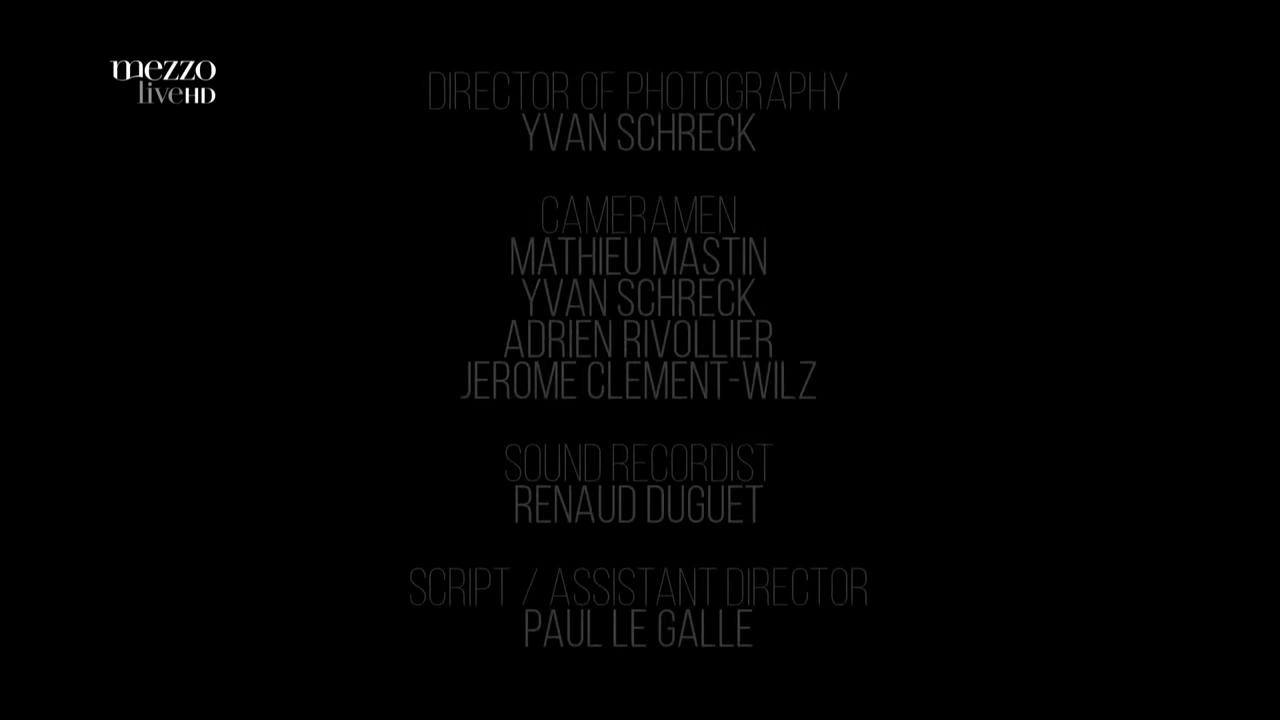 mezzo
liveHD
DIRECTOR OF PHOTOGRAPHY
YVAN SCHRECK
CAMERAMEN
MATHIEU MASTIN
YVAN SCHRECK
ADRIEN RIVOLLIER
JEROME CLEMENT-WILZ
SOUND RECORDIST
RENAUD DUGUET
SCRIPT / ASSISTANT DIRECTOR
PAUL LE GALLE